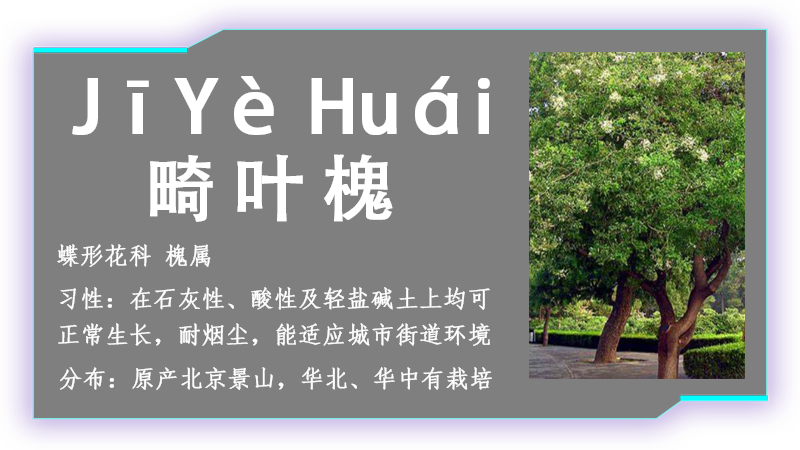 Jī Yè Huái
畸叶槐
蝶形花科 槐属
习性：在石灰性、酸性及轻盐碱土上均可
正常生长，耐烟尘，能适应城市街道环境
分布：原产北京景山，华北、华中有栽培